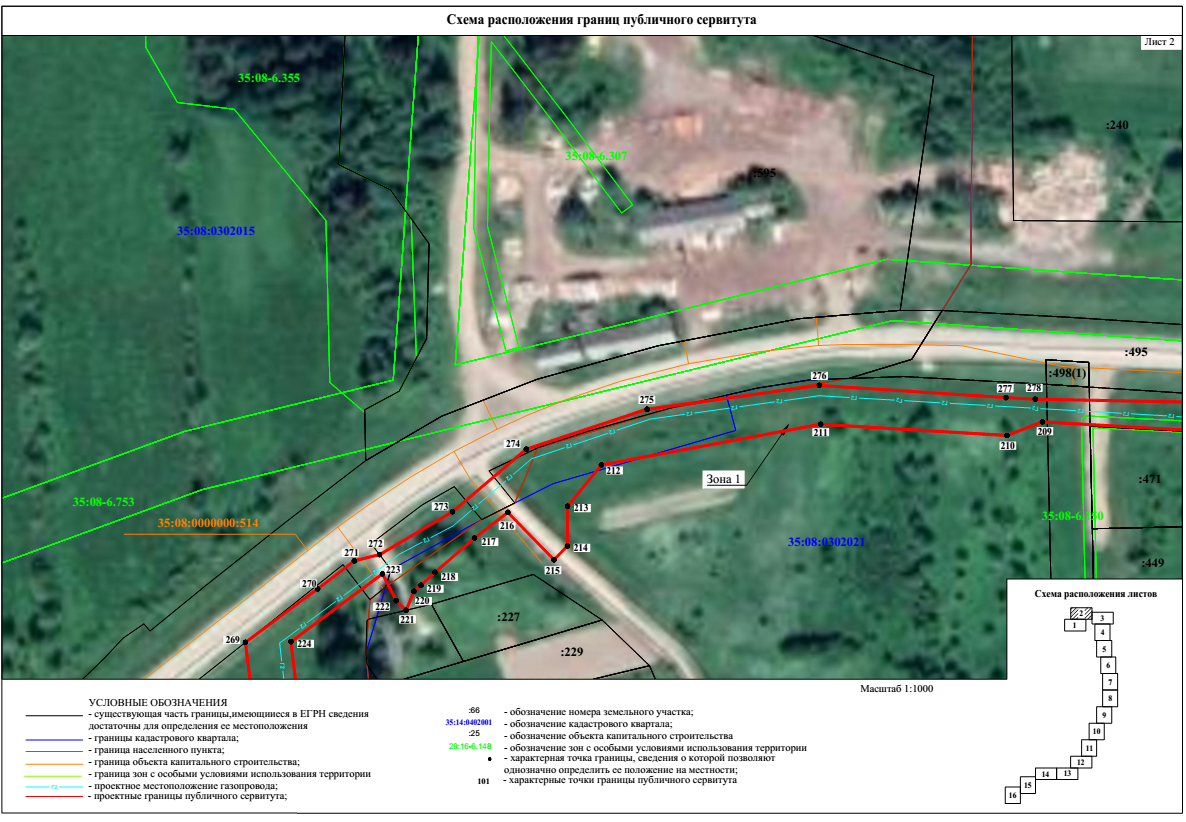 Схема расположения границ публичного сервитута
Лист 2
35:08-6.355
:240
35:08-6.307
:595
35:08:0302015
:495
:498(1)
276
277
278
275
274
211
210
209
212
Зона 1
:471
273
213
35:08-6.753
35:08:0000000:514
216
35:08:0302021
217
214
272
271
215
:449
223
218
270
219
222
220
221
:227
269
224
:229
Схема расположения листов
2
3
1
4
5
6
7
8
9
10
11
12
14
13
15
16
Масштаб 1:1000
УСЛОВНЫЕ ОБОЗНАЧЕНИЯ
- существующая часть границы,имеющиеся в ЕГРН сведения
достаточны для определения ее местоположения
- границы кадастрового квартала;
- граница населенного пункта;
- граница объекта капитального строительства;
- граница зон с особыми условиями использования территории
- проектное местоположение газопровода;
- проектные границы публичного сервитута;
:66 - обозначение номера земельного участка;
35:14:0402001 - обозначение кадастрового квартала;
:25 - обозначение объекта капитального строительства
29:16-6.148 - обозначение зон с особыми условиями использования территории
- характерная точка границы, сведения о которой позволяют
однозначно определить ее положение на местности;
101 - характерные точки границы публичного сервитута